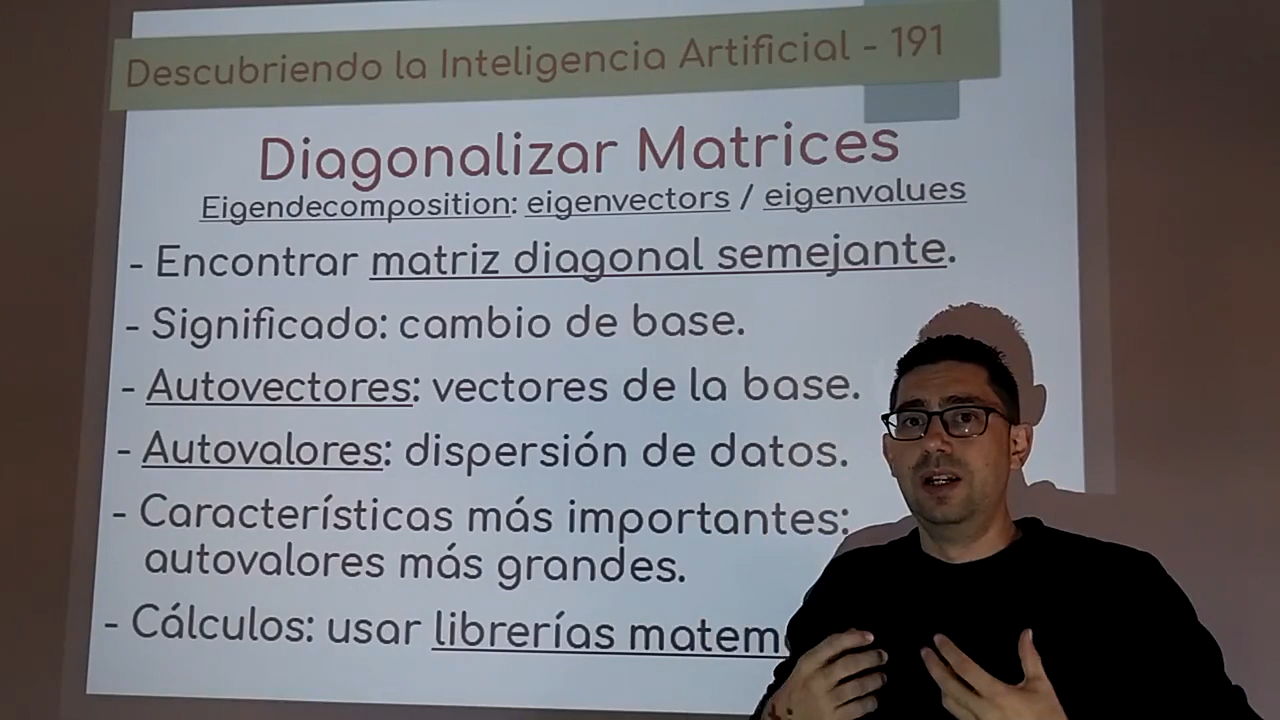 Descubriendo la Inteligencia Artificial - 191
Diagonalizar Matrices
Eigendecomposition: eigenvectors / eigenvalues
- Encontrar matriz diagonal semejante.
- Significado: cambio de base.
- Autovectores: vectores de la base.
- Autovalores: dispersión de datos.
- Características más importantes:
autovalores más grandes.
- Cálculos: usar librerías